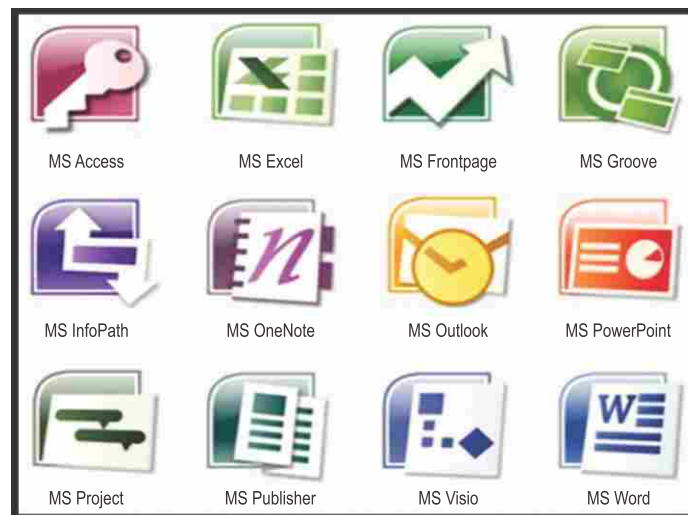 MS Access
MS Excel
MS Frontpage
MS Groove
MS InfoPath
MS OneNote
MS Outlook
MS PowerPoint
MS Project
MS Publisher
MS Visio
MS Word